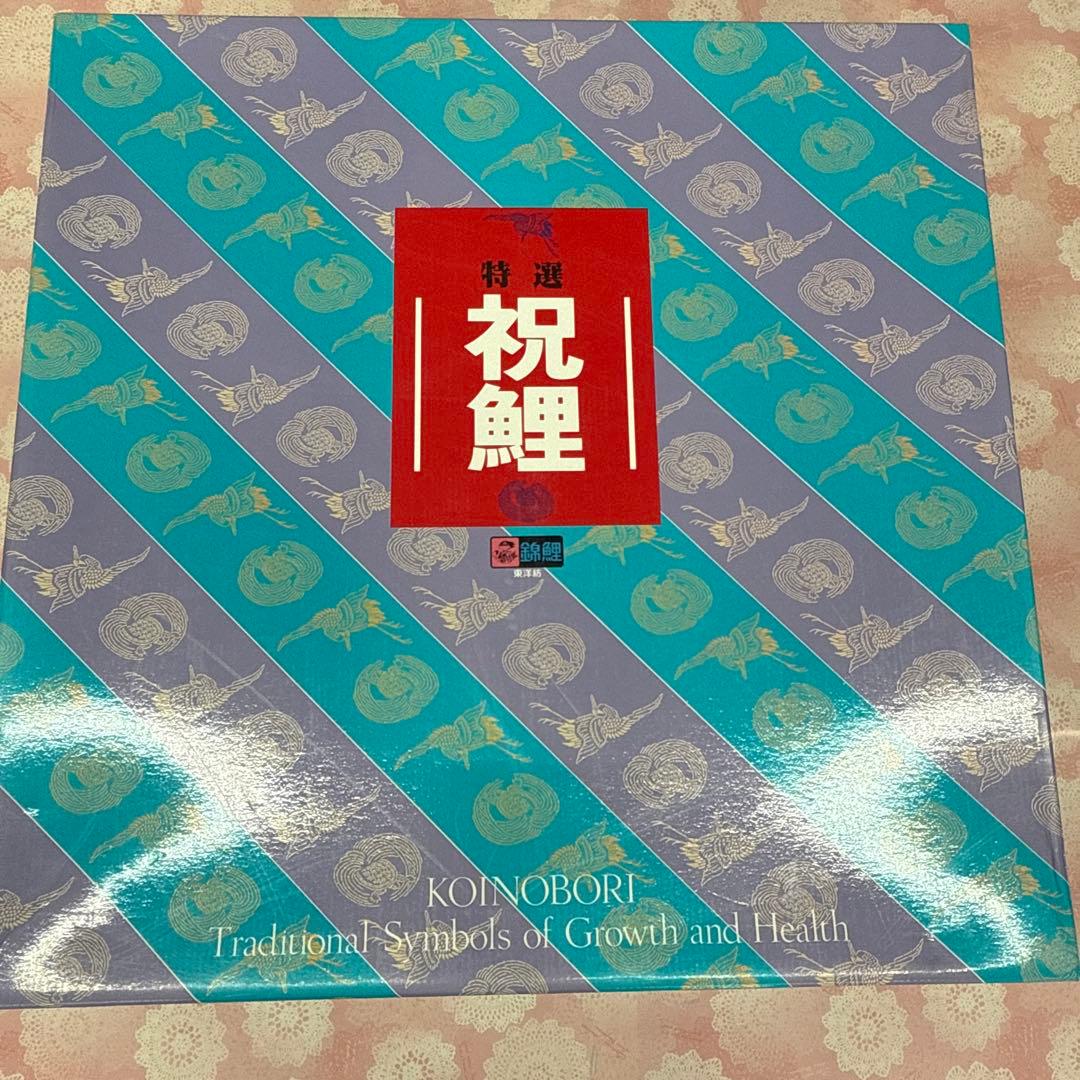 特選
祝
鯉
錦鯉
東洋紡
KOINOBORI
Traditional Symbols of Growth and Health